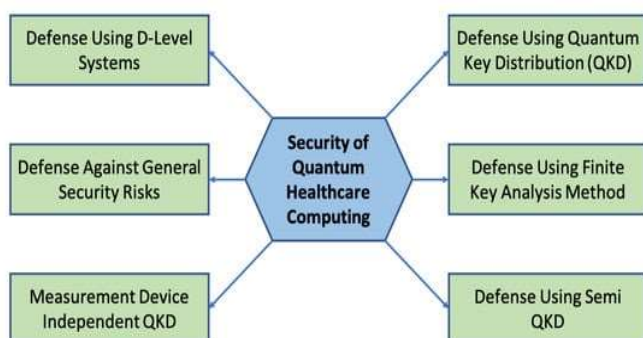 Defense Using D-Level
Systems
Defense Using Quantum
Key Distribution (QKD)
Security of
Quantum
Healthcare
Computing
Defense Against General
Security Risks
Defense Using Finite
Key Analysis Method
Measurement Device
Independent QKD
Defense Using Semi
QKD